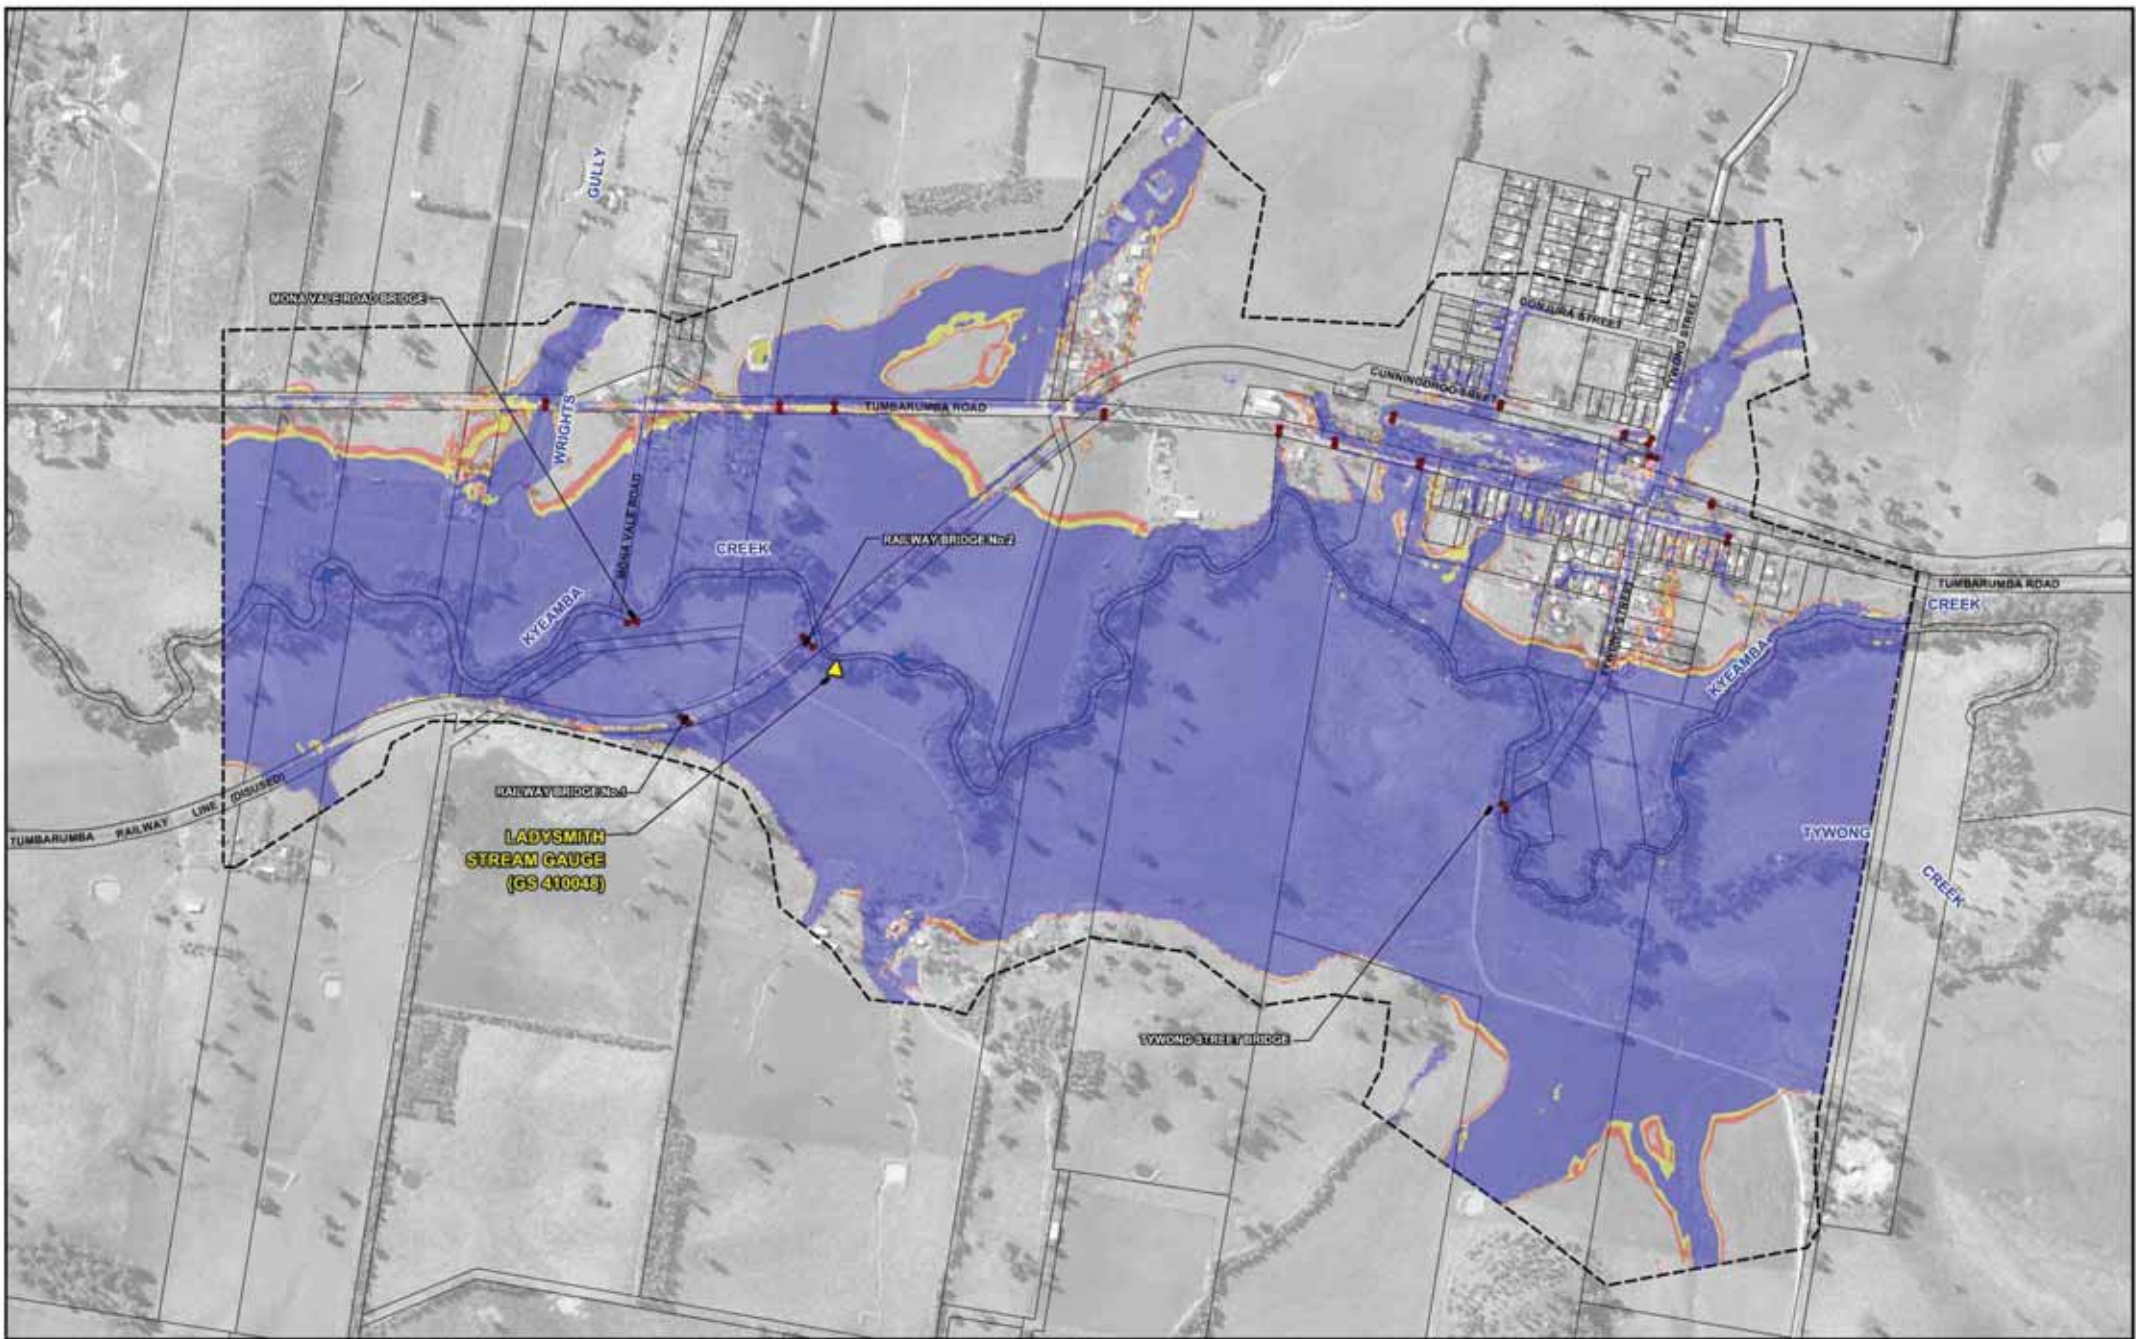 GULLY
MONA VALE ROAD BRIDGE
CONJURA STREET
TYWONG STREET
CUNNINGDROO STREET
TUMBARUMBA ROAD
WRIGHTS
MONA VALE ROAD
CREEK
RAILWAY BRIDGE No.2
TUMBARUMBA ROAD
CREEK
KYEAMBA
TYWONG STREET
KYEAMBA
RAILWAY BRIDGE No.1
TUMBARUMBA RAILWAY LINE (DISUSED)
LADYSMITH
STREAM GAUGE
(GS 410048)
TYWONG
CREEK
TYWONG STREET BRIDGE